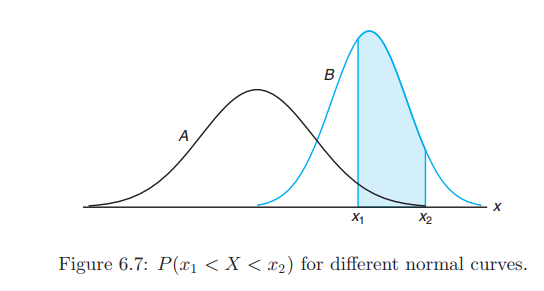 B
A
x
x₁ x₂
Figure 6.7: P(x₁ < X < x₂) for different normal curves.